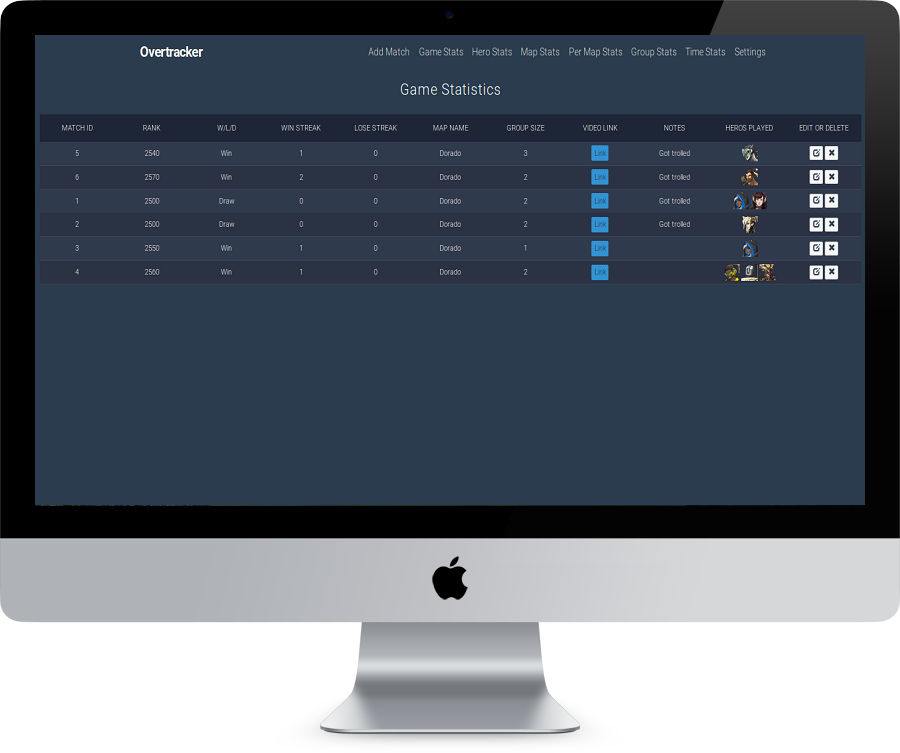 Overtracker Add Match Game Stats Hero Stats Map Stats Per Map Stats Group Stats Time Stats Settings
Game Statistics
MATCH ID RANK W/L/D WIN STREAK LOSE STREAK MAP NAME GROUP SIZE VIDEO LINK NOTES HEROS PLAYED EDIT OR DELETE
5 2540 Win 1 0 Dorado 3 Link Got trolled
6 2570 Win 2 0 Dorado 2 Link Got trolled
1 2500 Draw 0 0 Dorado 2 Link Got trolled
2 2500 Draw 0 0 Dorado 2 Link Got trolled
3 2550 Win 1 0 Dorado 1 Link
4 2560 Win 1 0 Dorado 2 Link